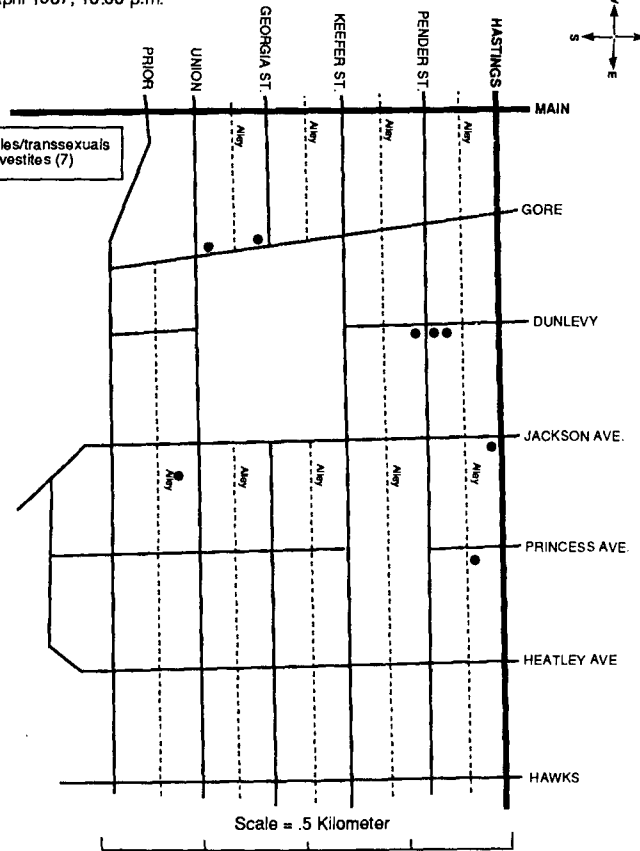 April 1987, 10:00 p.m.
W
S
E
PRIOR
UNION
GEORGIA ST.
KEEFER ST.
PENDER ST.
HASTINGS
MAIN
les/transsexuals
vestites (7)
Alley
Alley
Alley
Alley
GORE
DUNLEVY
JACKSON AVE.
Alley
Alley
Alley
Alley
Alley
PRINCESS AVE.
HEATLEY AVE
HAWKS
Scale = .5 Kilometer